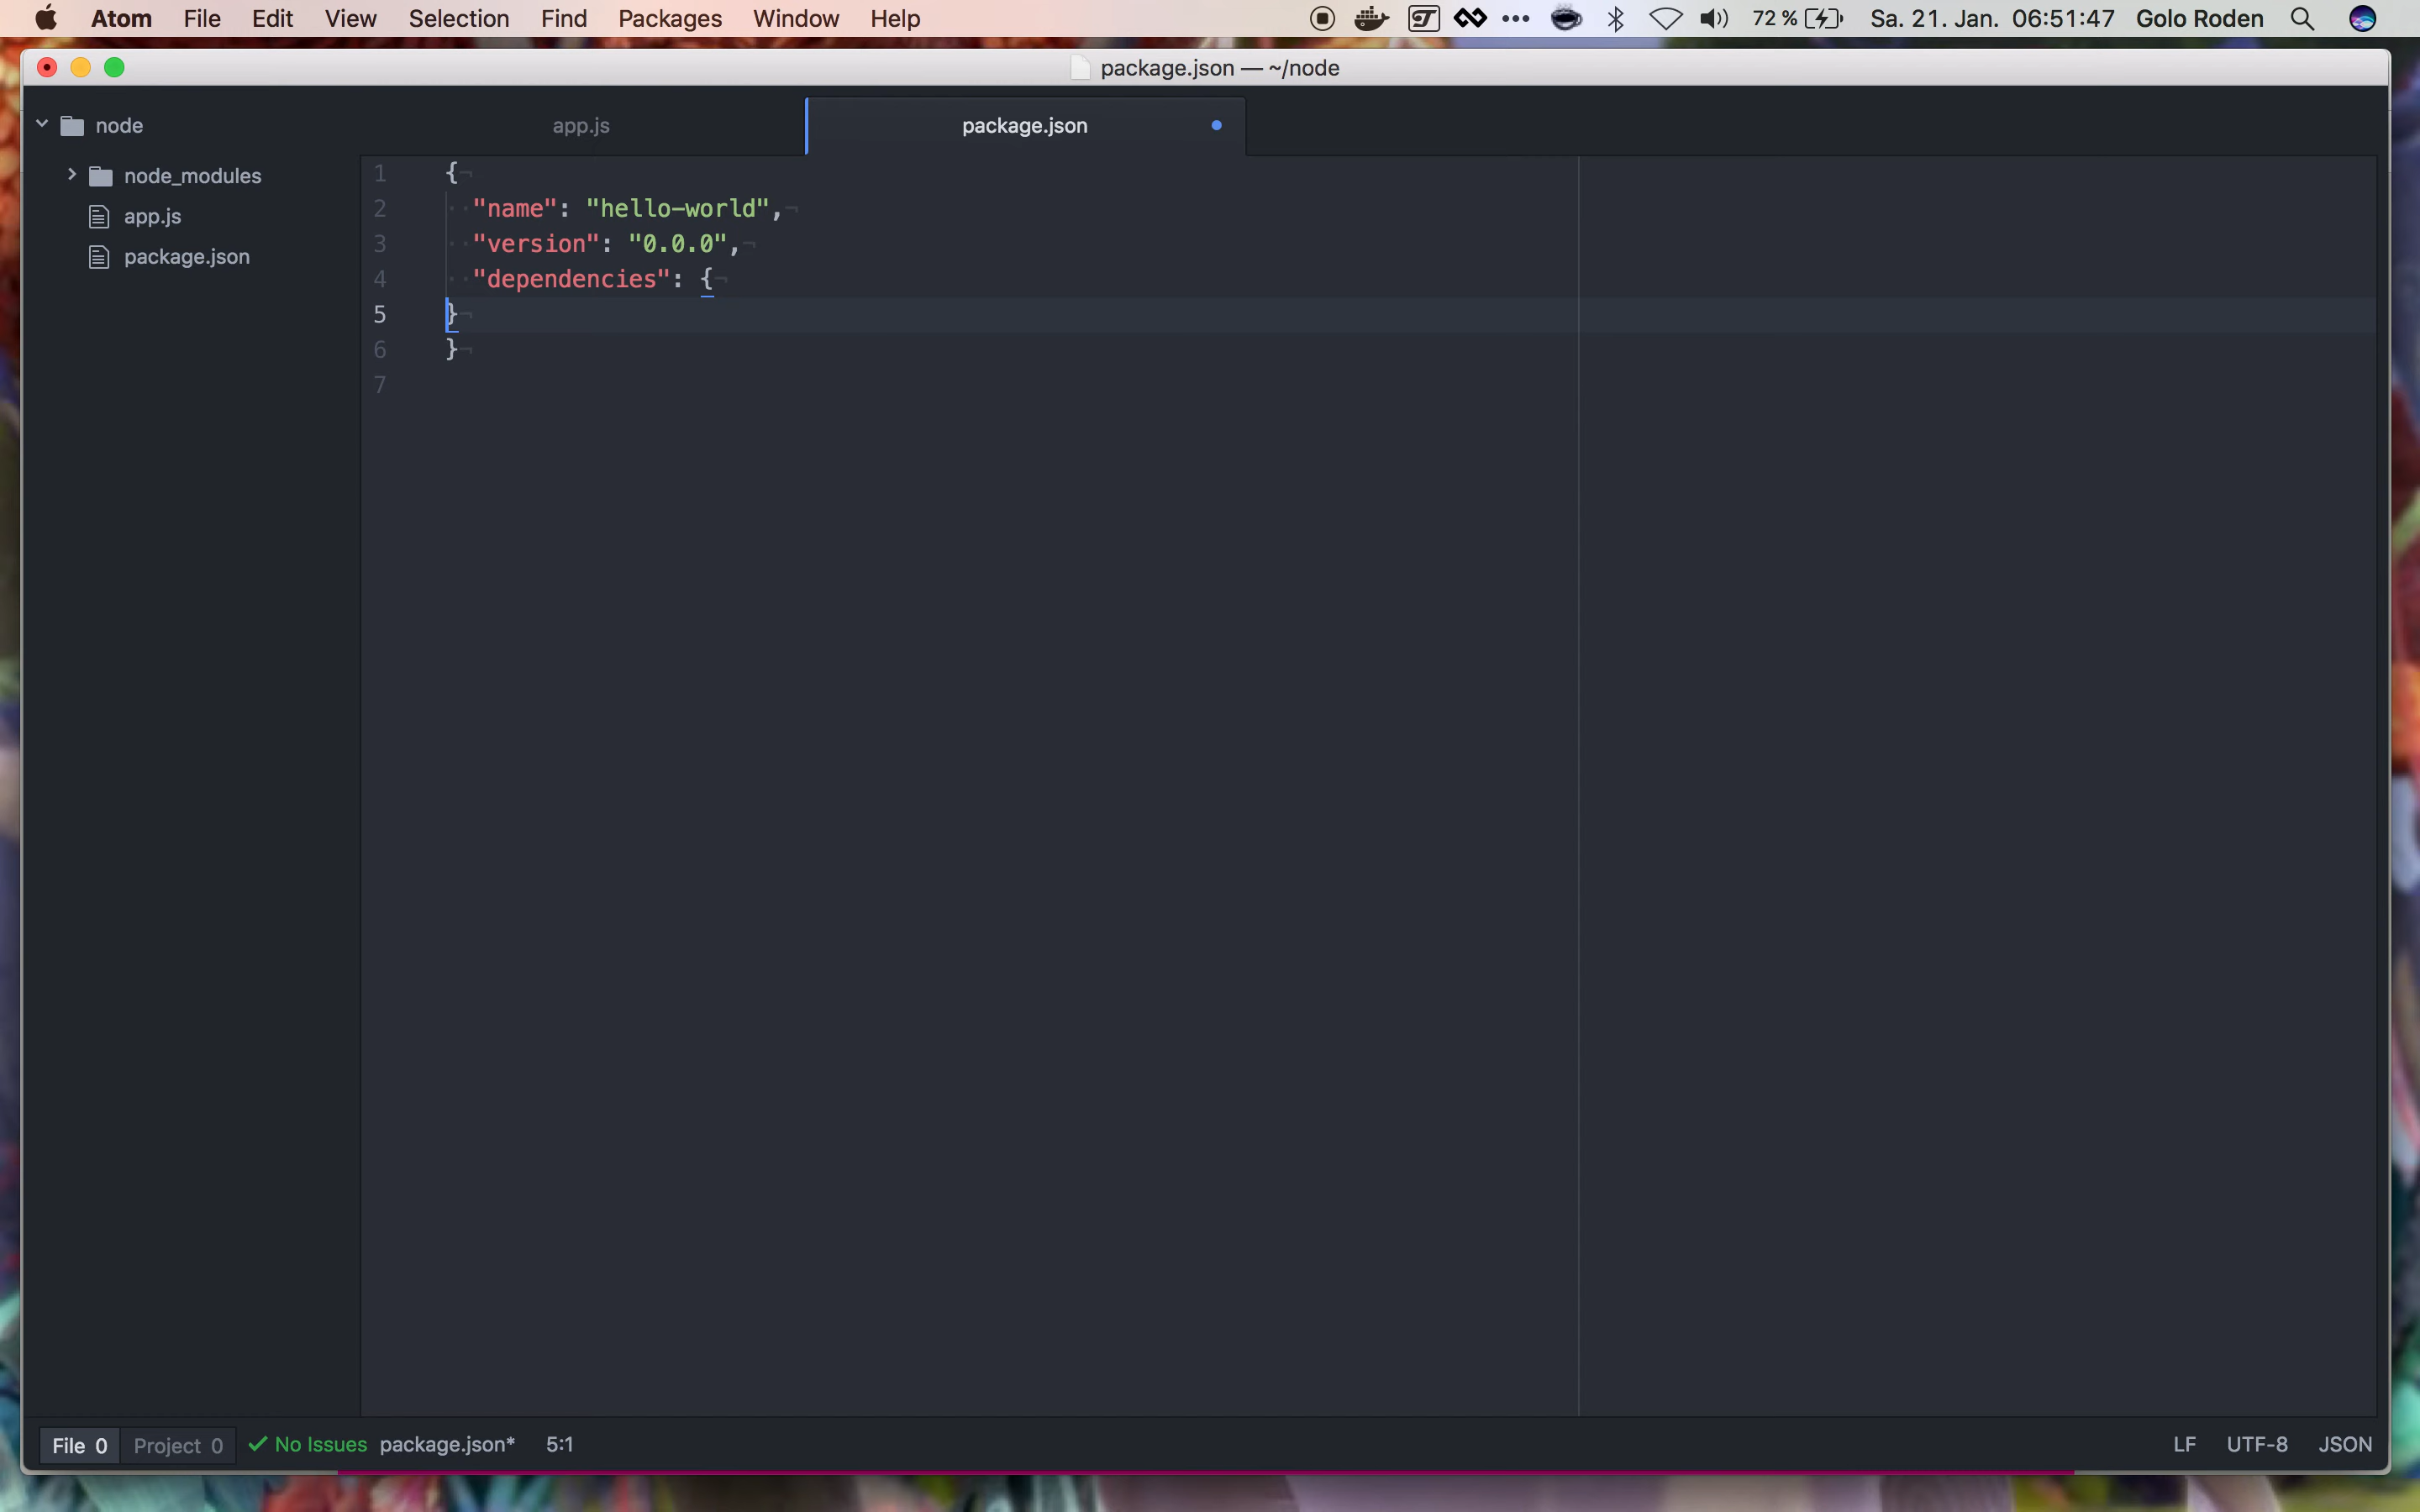 Atom File Edit View Selection Find Packages Window Help 72 % Sa. 21. Jan. 06:51:47 Golo Roden
package.json — ~/node
node
node_modules
app.js
package.json
app.js package.json
1 {
2 "name": "hello-world",
3 "version": "0.0.0",
4 "dependencies": {
5 }
6 }
7
File 0 Project 0 No Issues package.json* 5:1 LF UTF-8 JSON